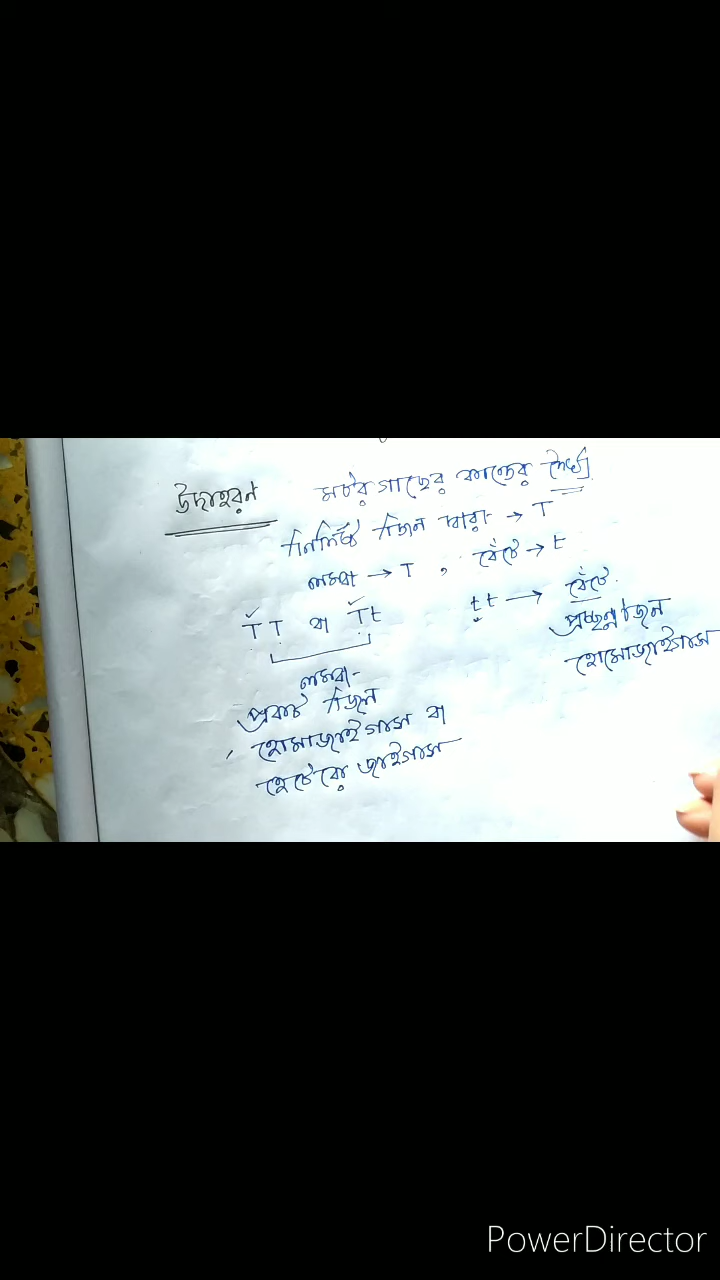 উদাহরণ মটর গাছের কান্ডের দৈর্ঘ্য
নির্দিষ্ট জিন দ্বারা → T
লম্বা → T , বেঁটে → t
TT বা Tt tt → বেঁটে
লম্বা প্রচ্ছন্ন জিন
প্রকট জিন হোমোজাইগাস
হোমোজাইগাস বা
হেটেরোজাইগাস
PowerDirector